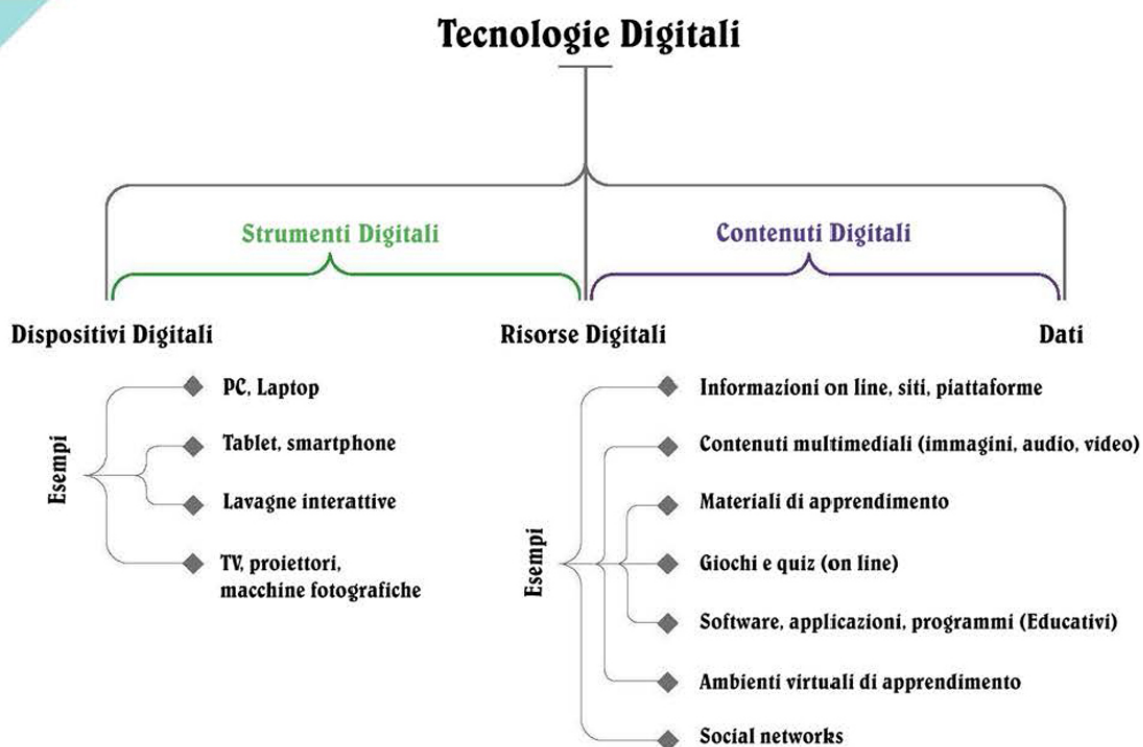 Tecnologie Digitali
Strumenti Digitali
Contenuti Digitali
Dispositivi Digitali
Risorse Digitali
Dati
Esempi
PC, Laptop
Tablet, smartphone
Lavagne interattive
TV, proiettori,
macchine fotografiche
Esempi
Informazioni on line, siti, piattaforme
Contenuti multimediali (immagini, audio, video)
Materiali di apprendimento
Giochi e quiz (on line)
Software, applicazioni, programmi (Educativi)
Ambienti virtuali di apprendimento
Social networks